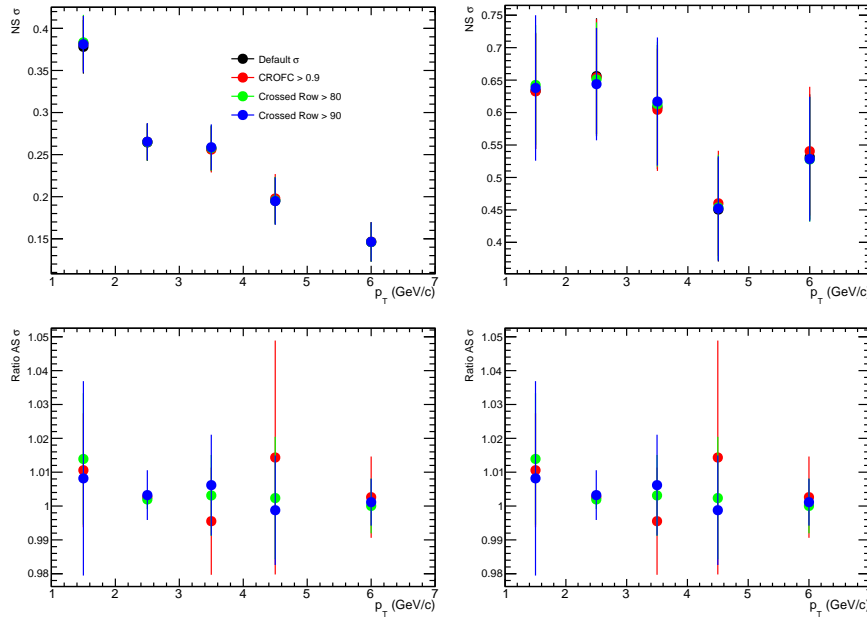 NS σ
0.4
0.35
0.3
0.25
0.2
0.15
1 2 3 4 5 6 7
p_T (GeV/c)
Default σ
CROFC > 0.9
Crossed Row > 80
Crossed Row > 90
NS σ
0.75
0.7
0.65
0.6
0.55
0.5
0.45
0.4
1 2 3 4 5 6 7
p_T (GeV/c)
Ratio AS σ
1.05
1.04
1.03
1.02
1.01
1
0.99
0.98
1 2 3 4 5 6 7
p_T (GeV/c)
Ratio AS σ
1.05
1.04
1.03
1.02
1.01
1
0.99
0.98
1 2 3 4 5 6 7
p_T (GeV/c)